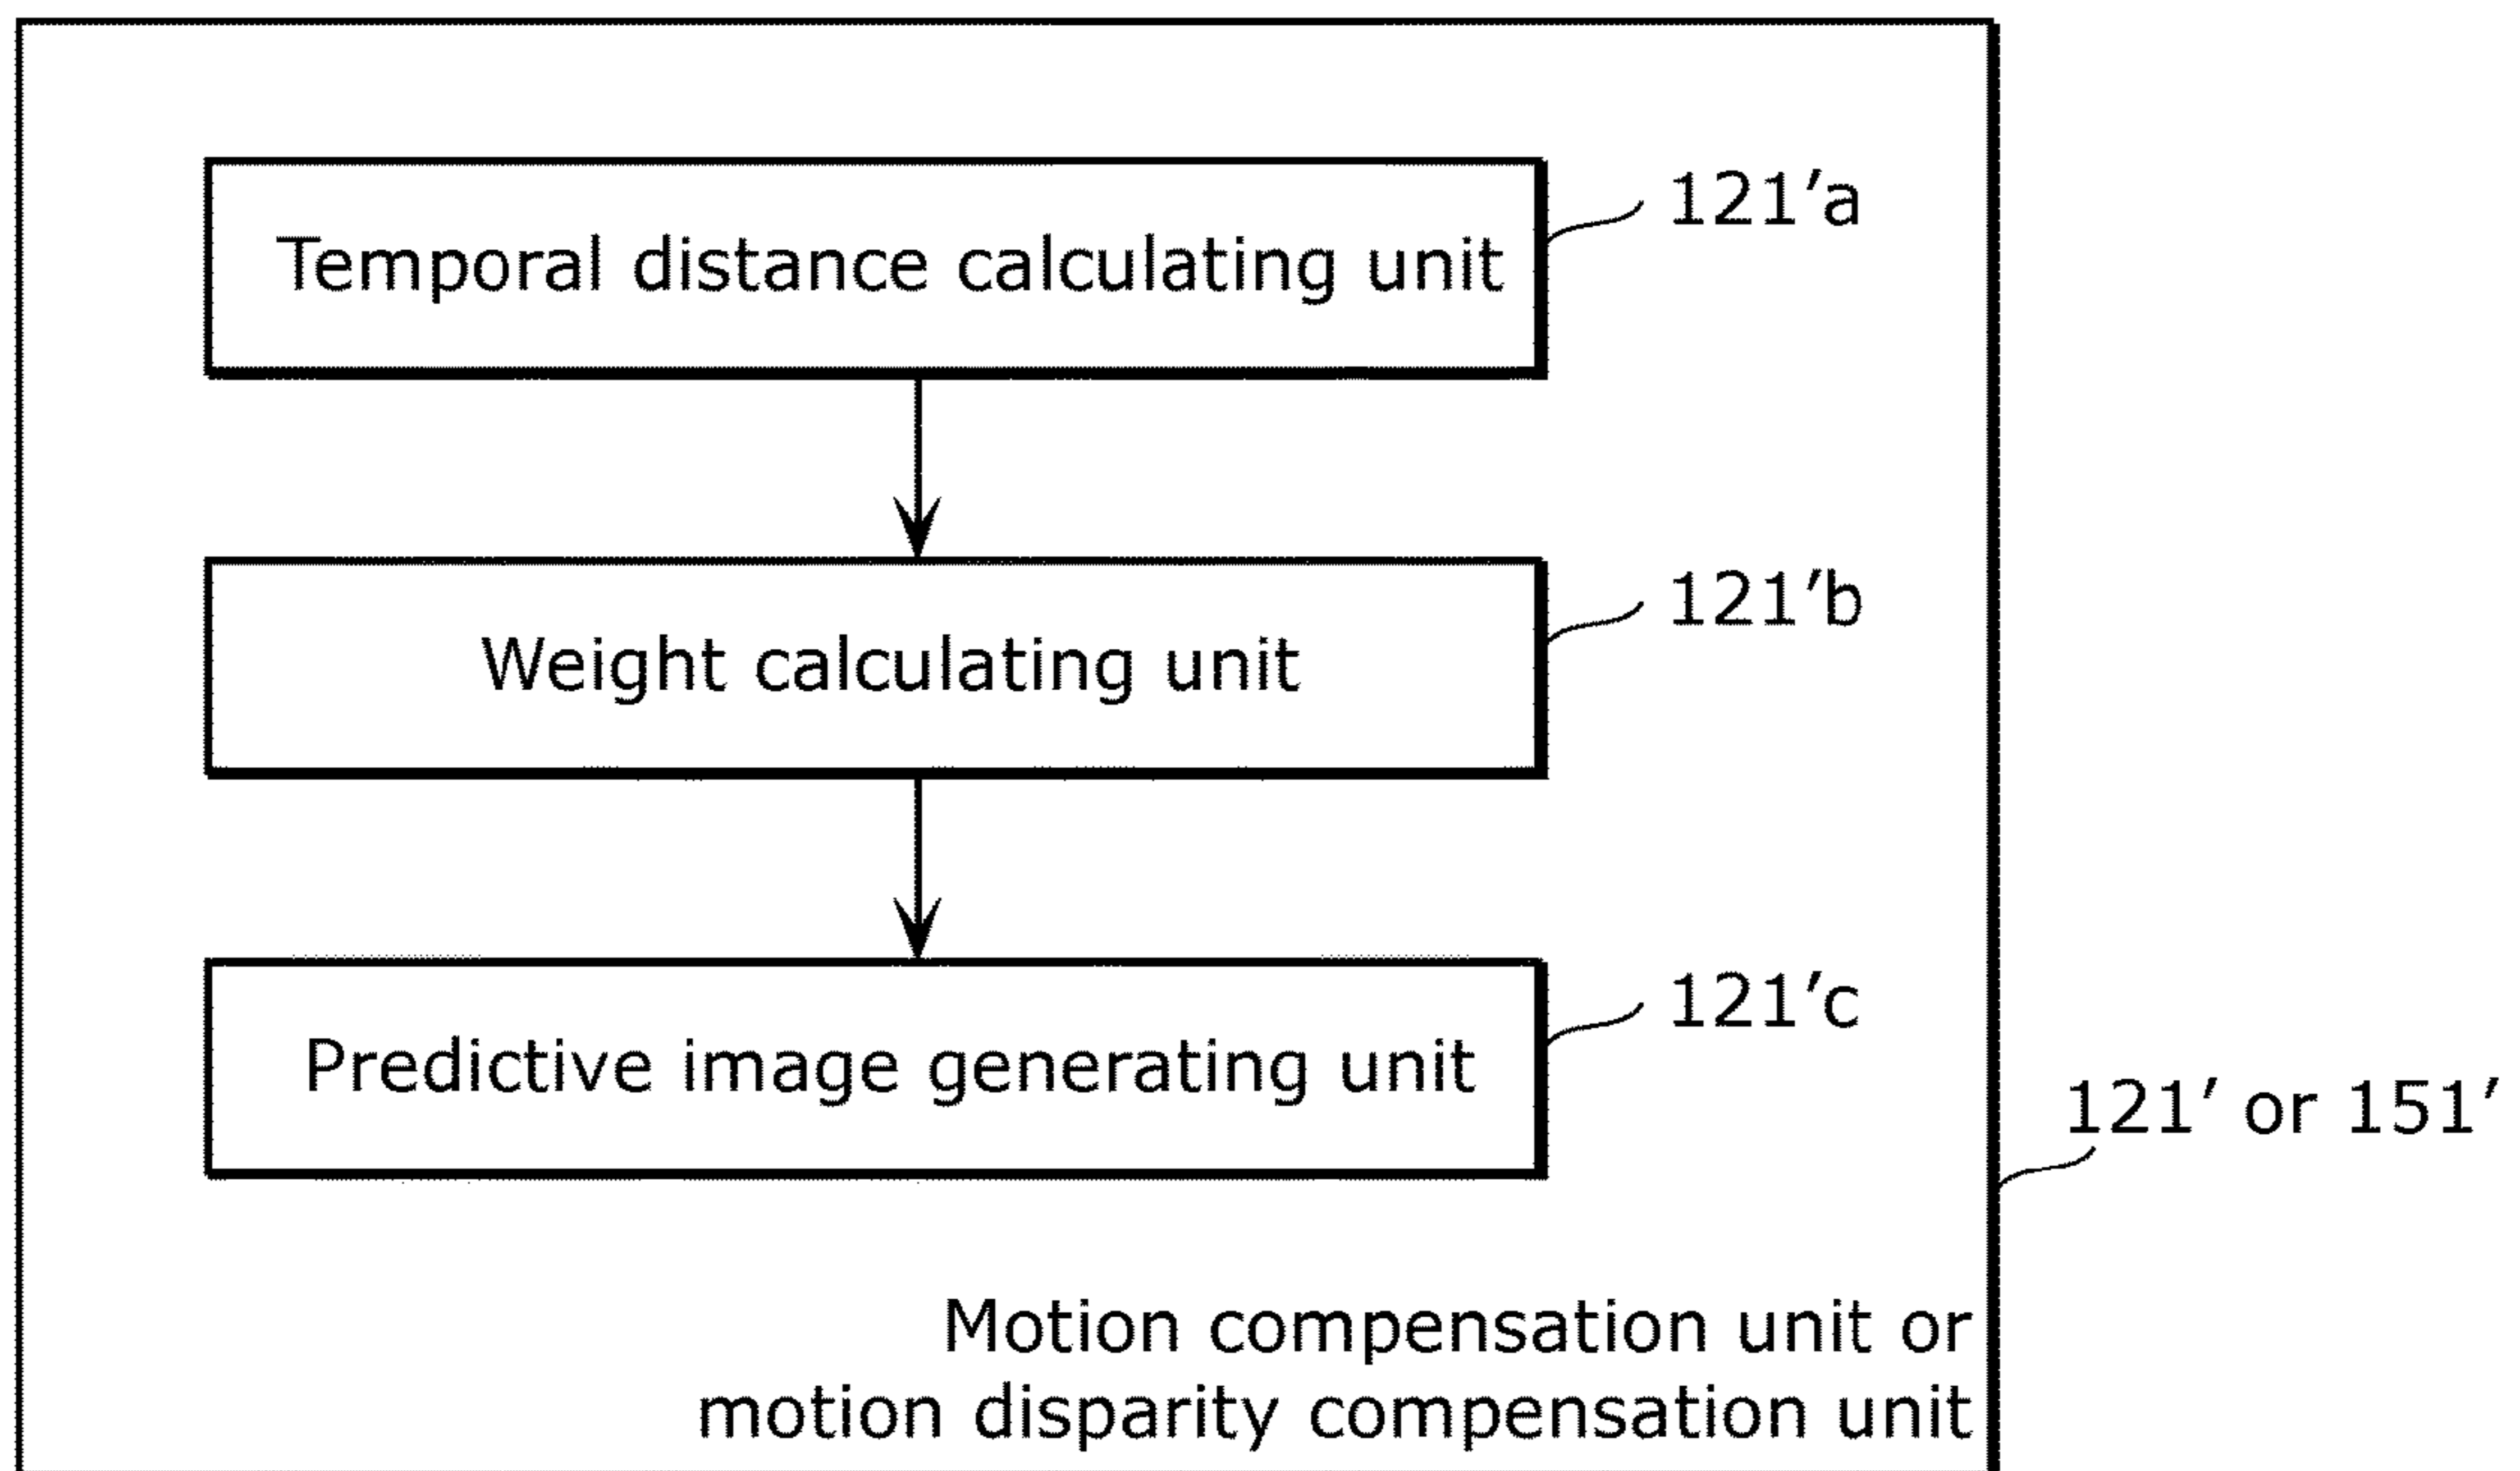 121′a
Temporal distance calculating unit
121′b
Weight calculating unit
121′c
Predictive image generating unit
121′ or 151′
Motion compensation unit or
motion disparity compensation unit